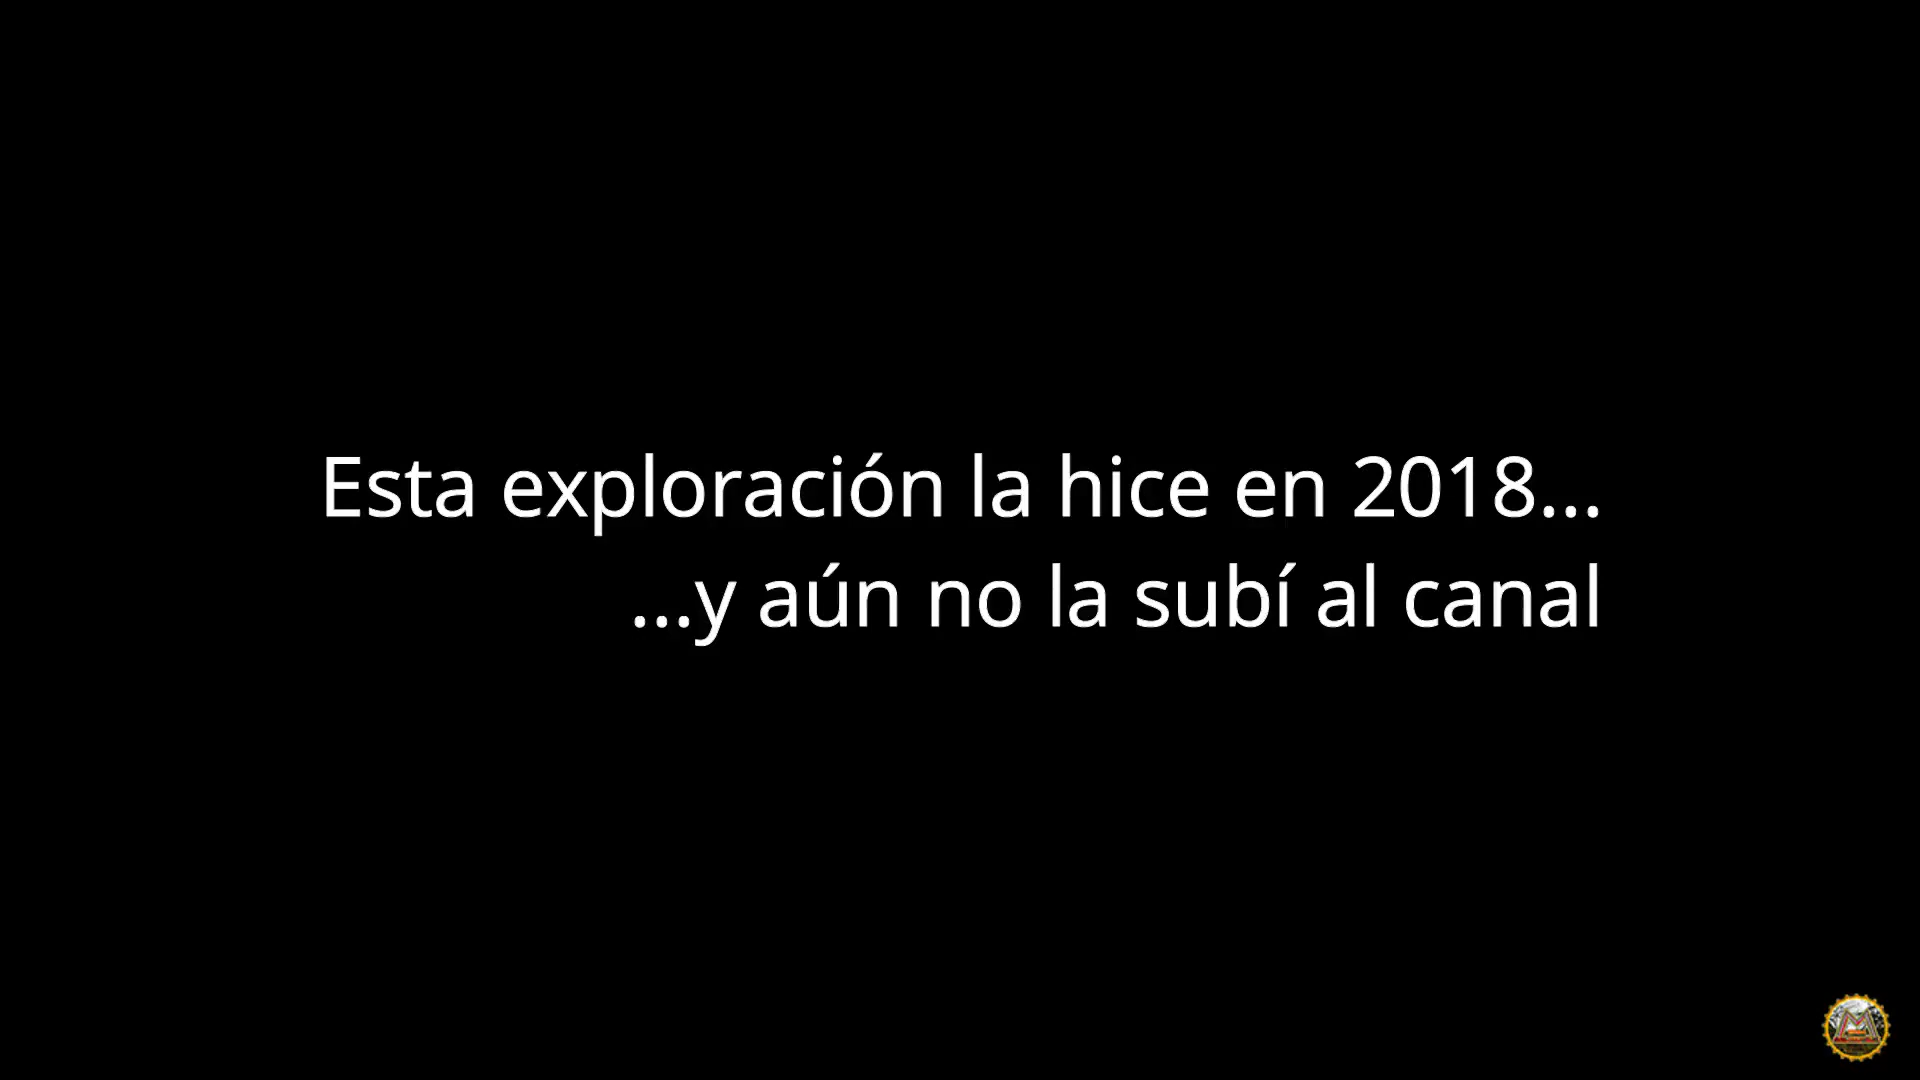 Esta exploración la hice en 2018...
...y aún no la subí al canal